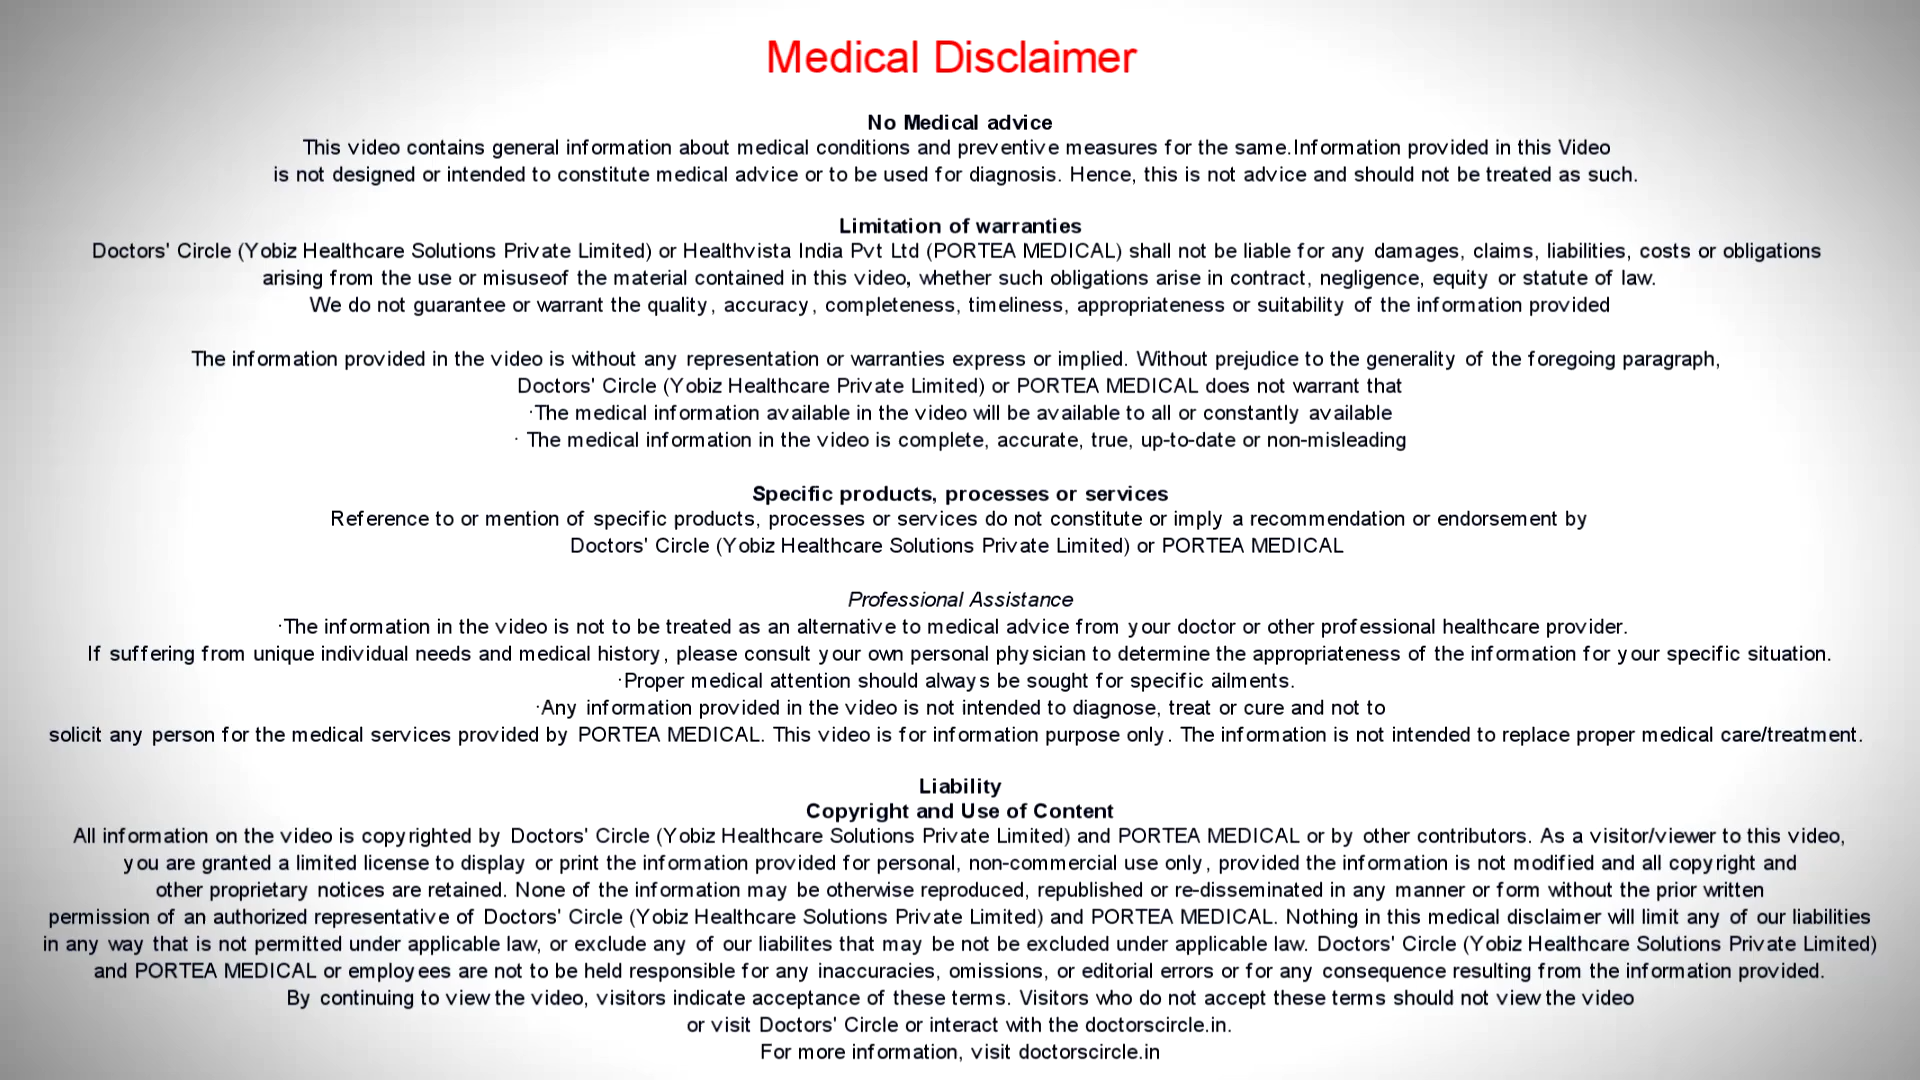 Medical Disclaimer
No Medical advice
This video contains general information about medical conditions and preventive measures for the same.Information provided in this Video
is not designed or intended to constitute medical advice or to be used for diagnosis. Hence, this is not advice and should not be treated as such.
Limitation of warranties
Doctors' Circle (Yobiz Healthcare Solutions Private Limited) or Healthvista India Pvt Ltd (PORTEA MEDICAL) shall not be liable for any damages, claims, liabilities, costs or obligations
arising from the use or misuseof the material contained in this video, whether such obligations arise in contract, negligence, equity or statute of law.
We do not guarantee or warrant the quality, accuracy, completeness, timeliness, appropriateness or suitability of the information provided
The information provided in the video is without any representation or warranties express or implied. Without prejudice to the generality of the foregoing paragraph,
Doctors' Circle (Yobiz Healthcare Private Limited) or PORTEA MEDICAL does not warrant that
·The medical information available in the video will be available to all or constantly available
· The medical information in the video is complete, accurate, true, up-to-date or non-misleading
Specific products, processes or services
Reference to or mention of specific products, processes or services do not constitute or imply a recommendation or endorsement by
Doctors' Circle (Yobiz Healthcare Solutions Private Limited) or PORTEA MEDICAL
Professional Assistance
·The information in the video is not to be treated as an alternative to medical advice from your doctor or other professional healthcare provider.
If suffering from unique individual needs and medical history, please consult your own personal physician to determine the appropriateness of the information for your specific situation.
·Proper medical attention should always be sought for specific ailments.
·Any information provided in the video is not intended to diagnose, treat or cure and not to
solicit any person for the medical services provided by PORTEA MEDICAL. This video is for information purpose only. The information is not intended to replace proper medical care/treatment.
Liability
Copyright and Use of Content
All information on the video is copyrighted by Doctors' Circle (Yobiz Healthcare Solutions Private Limited) and PORTEA MEDICAL or by other contributors. As a visitor/viewer to this video,
you are granted a limited license to display or print the information provided for personal, non-commercial use only, provided the information is not modified and all copyright and
other proprietary notices are retained. None of the information may be otherwise reproduced, republished or re-disseminated in any manner or form without the prior written
permission of an authorized representative of Doctors' Circle (Yobiz Healthcare Solutions Private Limited) and PORTEA MEDICAL. Nothing in this medical disclaimer will limit any of our liabilities
in any way that is not permitted under applicable law, or exclude any of our liabilites that may be not be excluded under applicable law. Doctors' Circle (Yobiz Healthcare Solutions Private Limited)
and PORTEA MEDICAL or employees are not to be held responsible for any inaccuracies, omissions, or editorial errors or for any consequence resulting from the information provided.
By continuing to view the video, visitors indicate acceptance of these terms. Visitors who do not accept these terms should not view the video
or visit Doctors' Circle or interact with the doctorscircle.in.
For more information, visit doctorscircle.in